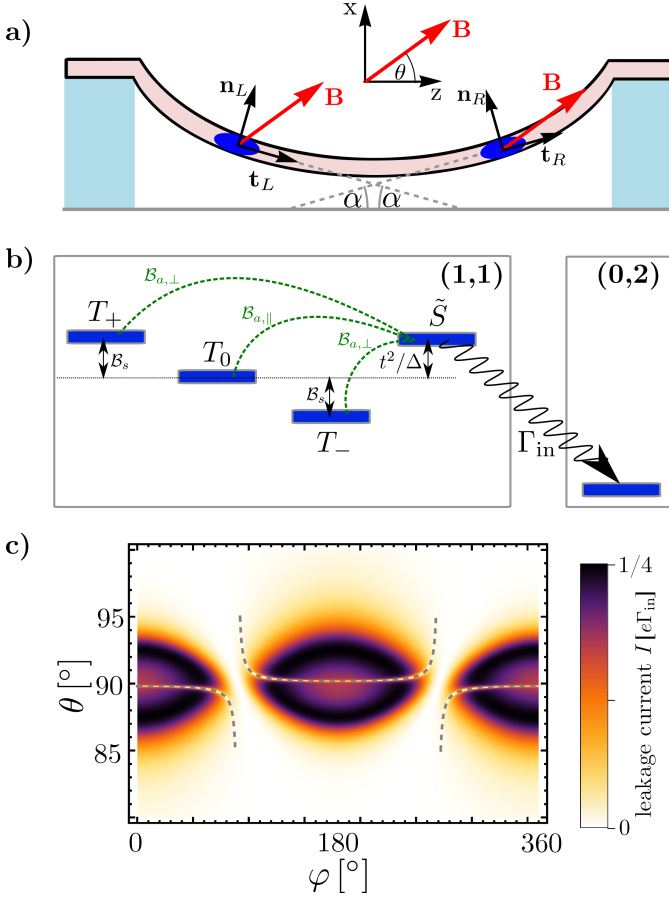 a)
x
B
θ
z
n_L
B
n_R
B
t_L
t_R
α α
b)
(1,1) (0,2)
𝓑_{a,⊥}
T_+
𝓑_{a,∥}
S̃
𝓑_s
T_0
𝓑_{a,⊥}
t²/Δ
𝓑_s
T_−
Γ_in
c)
1/4
95
90
85
θ [°]
0 180 360
φ [°]
0
leakage current I [eΓ_in]